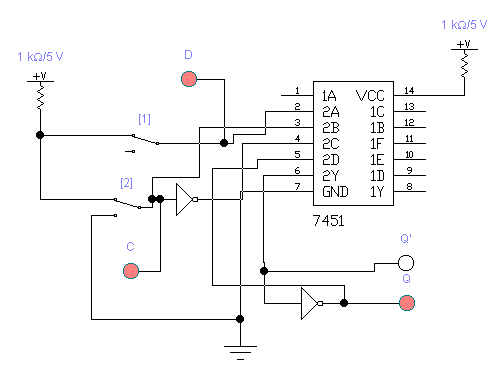 1 kΩ/5 V
1 kΩ/5 V
+V
+V
D
[1]
[2]
C
1 1A VCC 14
2 2A 1C 13
3 2B 1B 12
4 2C 1F 11
5 2D 1E 10
6 2Y 1D 9
7 GND 1Y 8
7451
Q'
Q